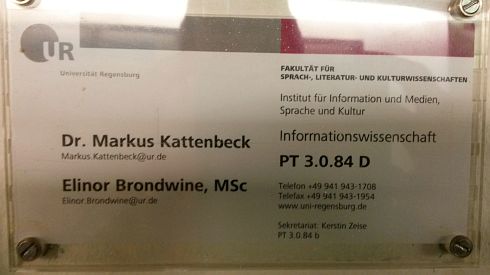 UR
Universität Regensburg
Dr. Markus Kattenbeck
Markus.Kattenbeck@ur.de
Elinor Brondwine, MSc
Elinor.Brondwine@ur.de
FAKULTÄT FÜR
SPRACH-, LITERATUR- UND KULTURWISSENSCHAFTEN
Institut für Information und Medien,
Sprache und Kultur
Informationswissenschaft
PT 3.0.84 D
Telefon +49 941 943-1708
Telefax +49 941 943-1954
www.uni-regensburg.de
Sekretariat: Kerstin Zeise
PT 3.0.84 b